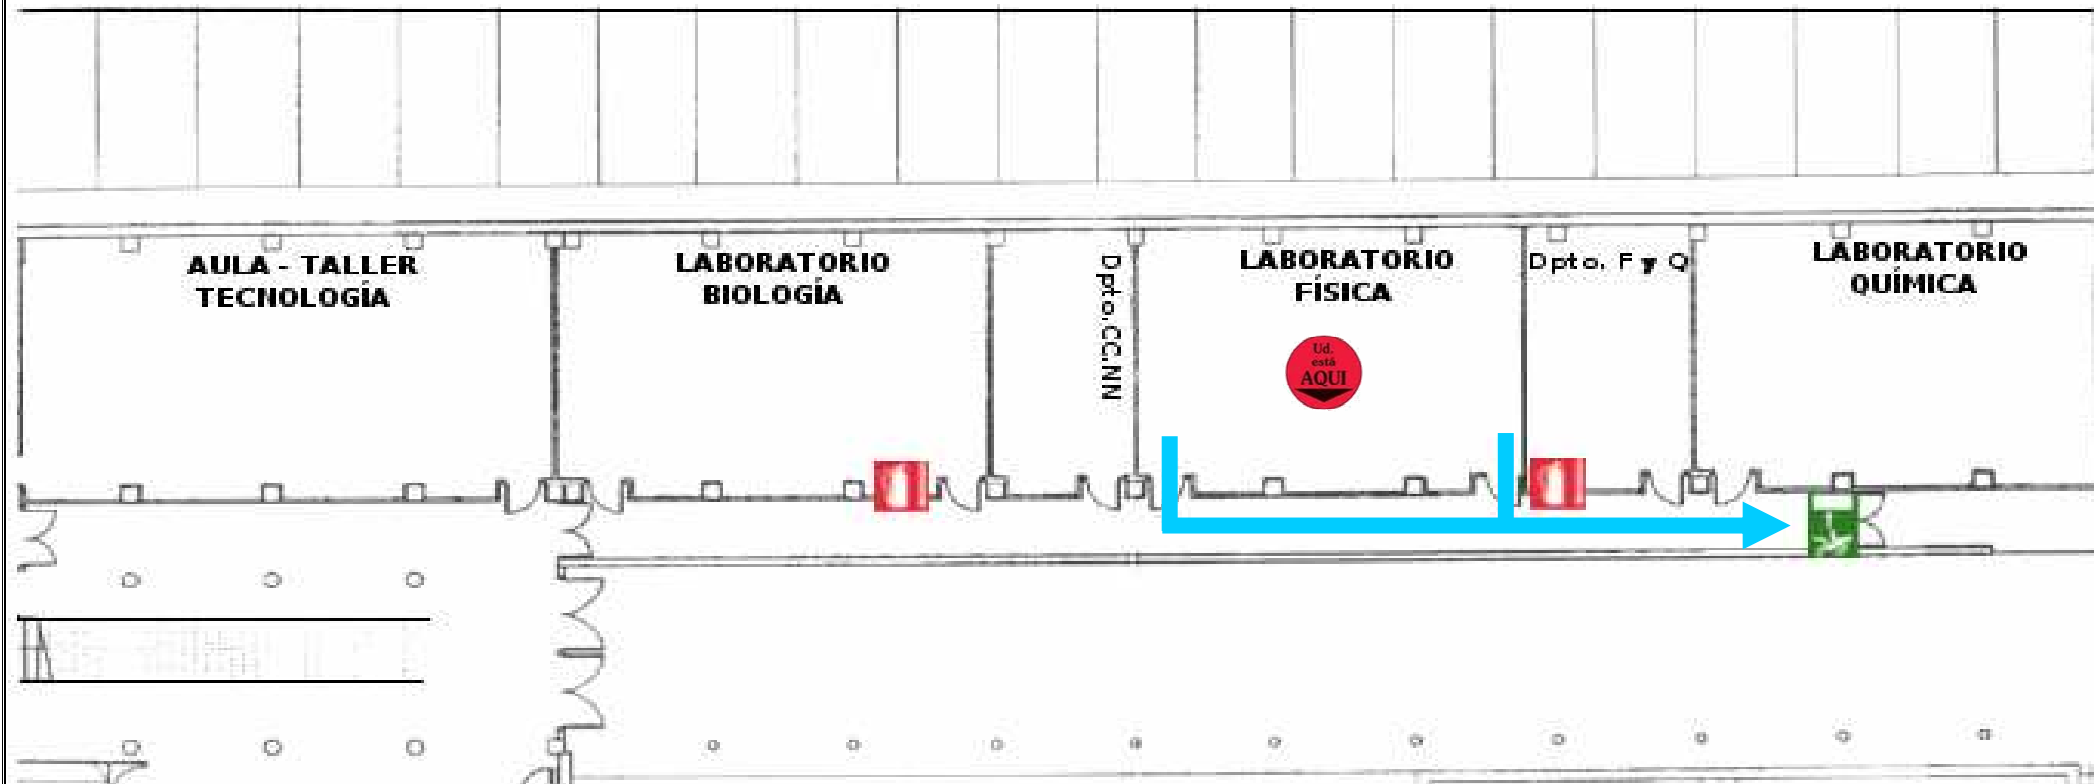 AULA - TALLER
TECNOLOGÍA
LABORATORIO
BIOLOGÍA
Dpto.CC.NN
LABORATORIO
FÍSICA
Ud.
está
AQUI
Dpto. F y Q
LABORATORIO
QUÍMICA